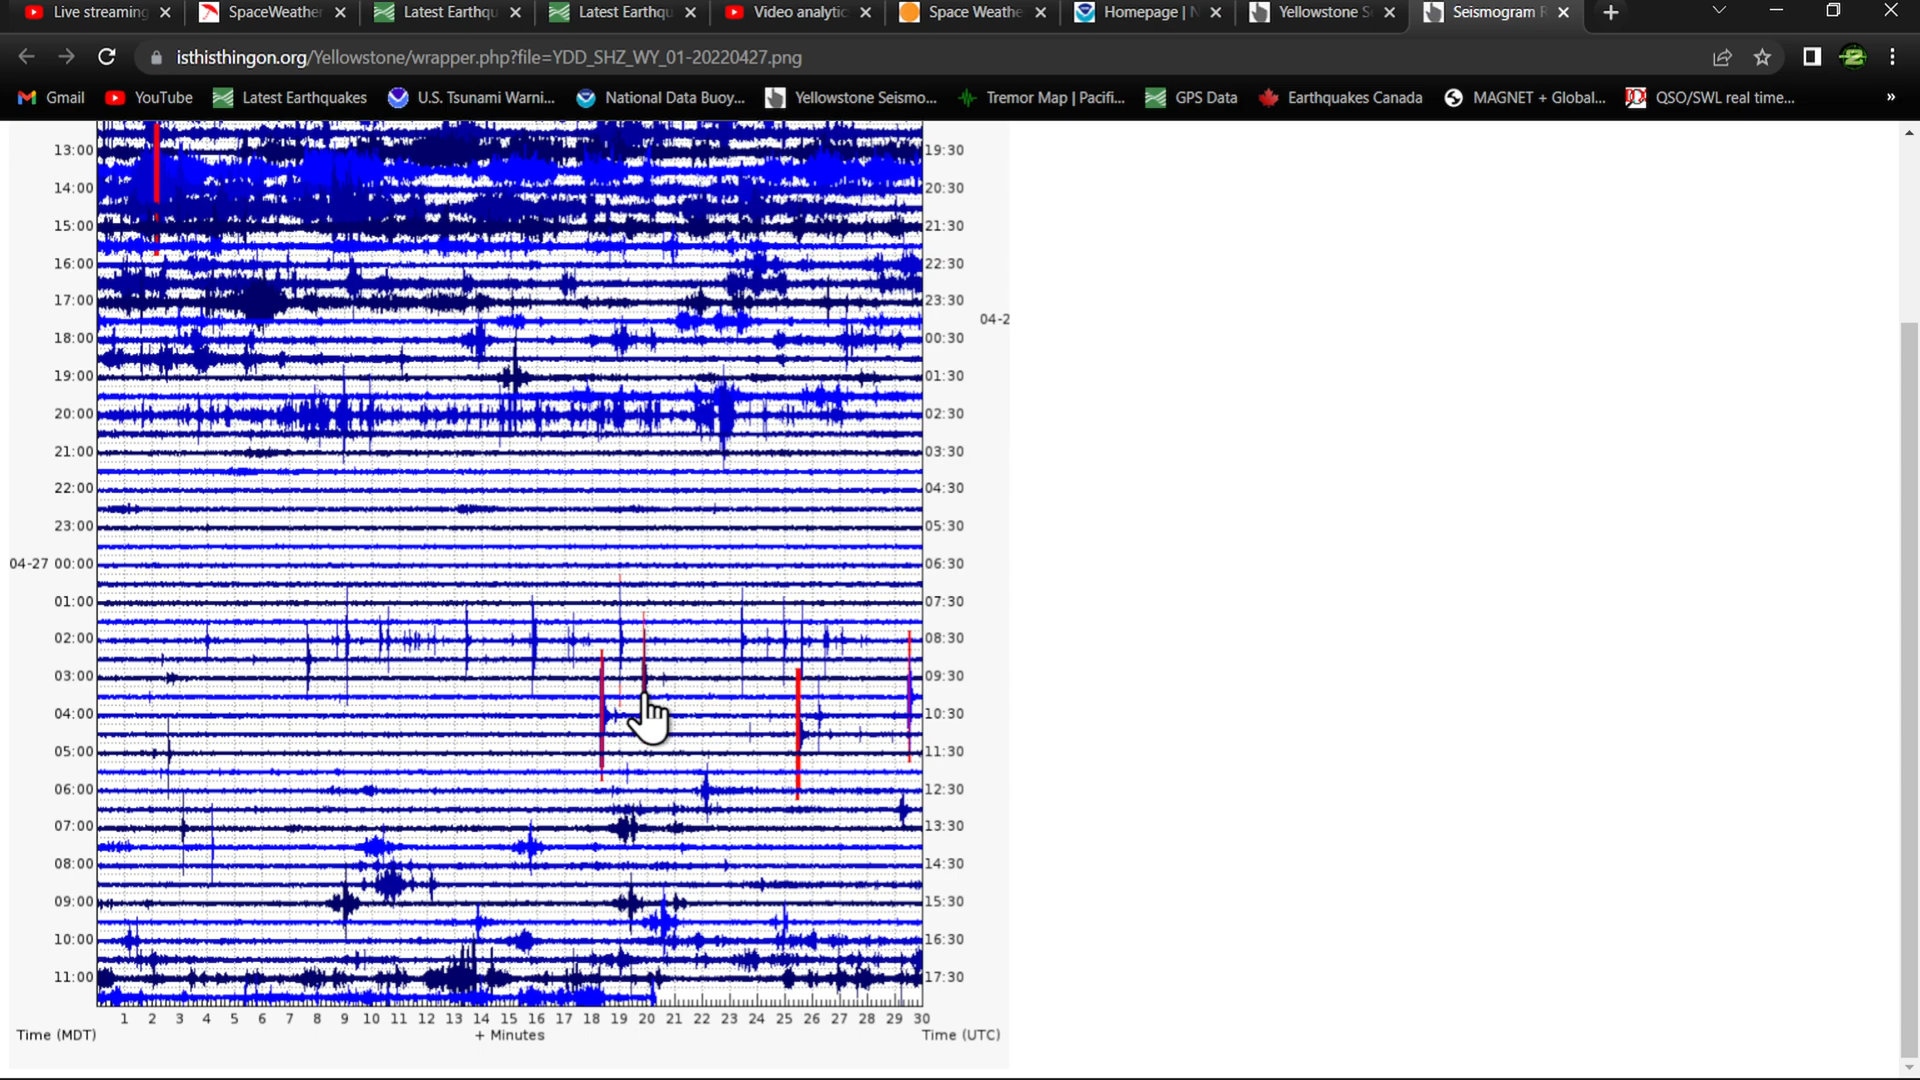 Live streaming
SpaceWeather
Latest Earthqu
Latest Earthqu
Video analytic
Space Weathe
Homepage | N
Yellowstone S
Seismogram R
isthisthingon.org/Yellowstone/wrapper.php?file=YDD_SHZ_WY_01-20220427.png
Gmail
YouTube
Latest Earthquakes
U.S. Tsunami Warni...
National Data Buoy...
Yellowstone Seismo...
Tremor Map | Pacifi...
GPS Data
Earthquakes Canada
MAGNET + Global...
QSO/SWL real time...
»
13:00 19:30
14:00 20:30
15:00 21:30
16:00 22:30
17:00 23:30
04-2
18:00 00:30
19:00 01:30
20:00 02:30
21:00 03:30
22:00 04:30
23:00 05:30
04-27 00:00 06:30
01:00 07:30
02:00 08:30
03:00 09:30
04:00 10:30
05:00 11:30
06:00 12:30
07:00 13:30
08:00 14:30
09:00 15:30
10:00 16:30
11:00 17:30
1 2 3 4 5 6 7 8 9 10 11 12 13 14 15 16 17 18 19 20 21 22 23 24 25 26 27 28 29 30
Time (MDT) + Minutes Time (UTC)